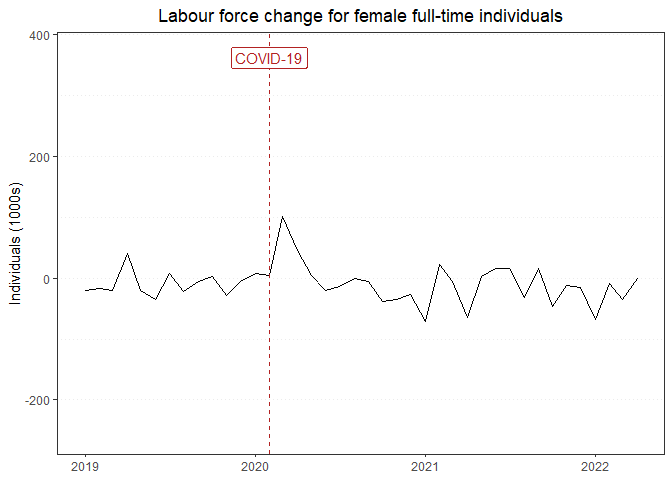 Labour force change for female full-time individuals
400
COVID-19
200
Individuals (1000s)
0
-200
2019 2020 2021 2022